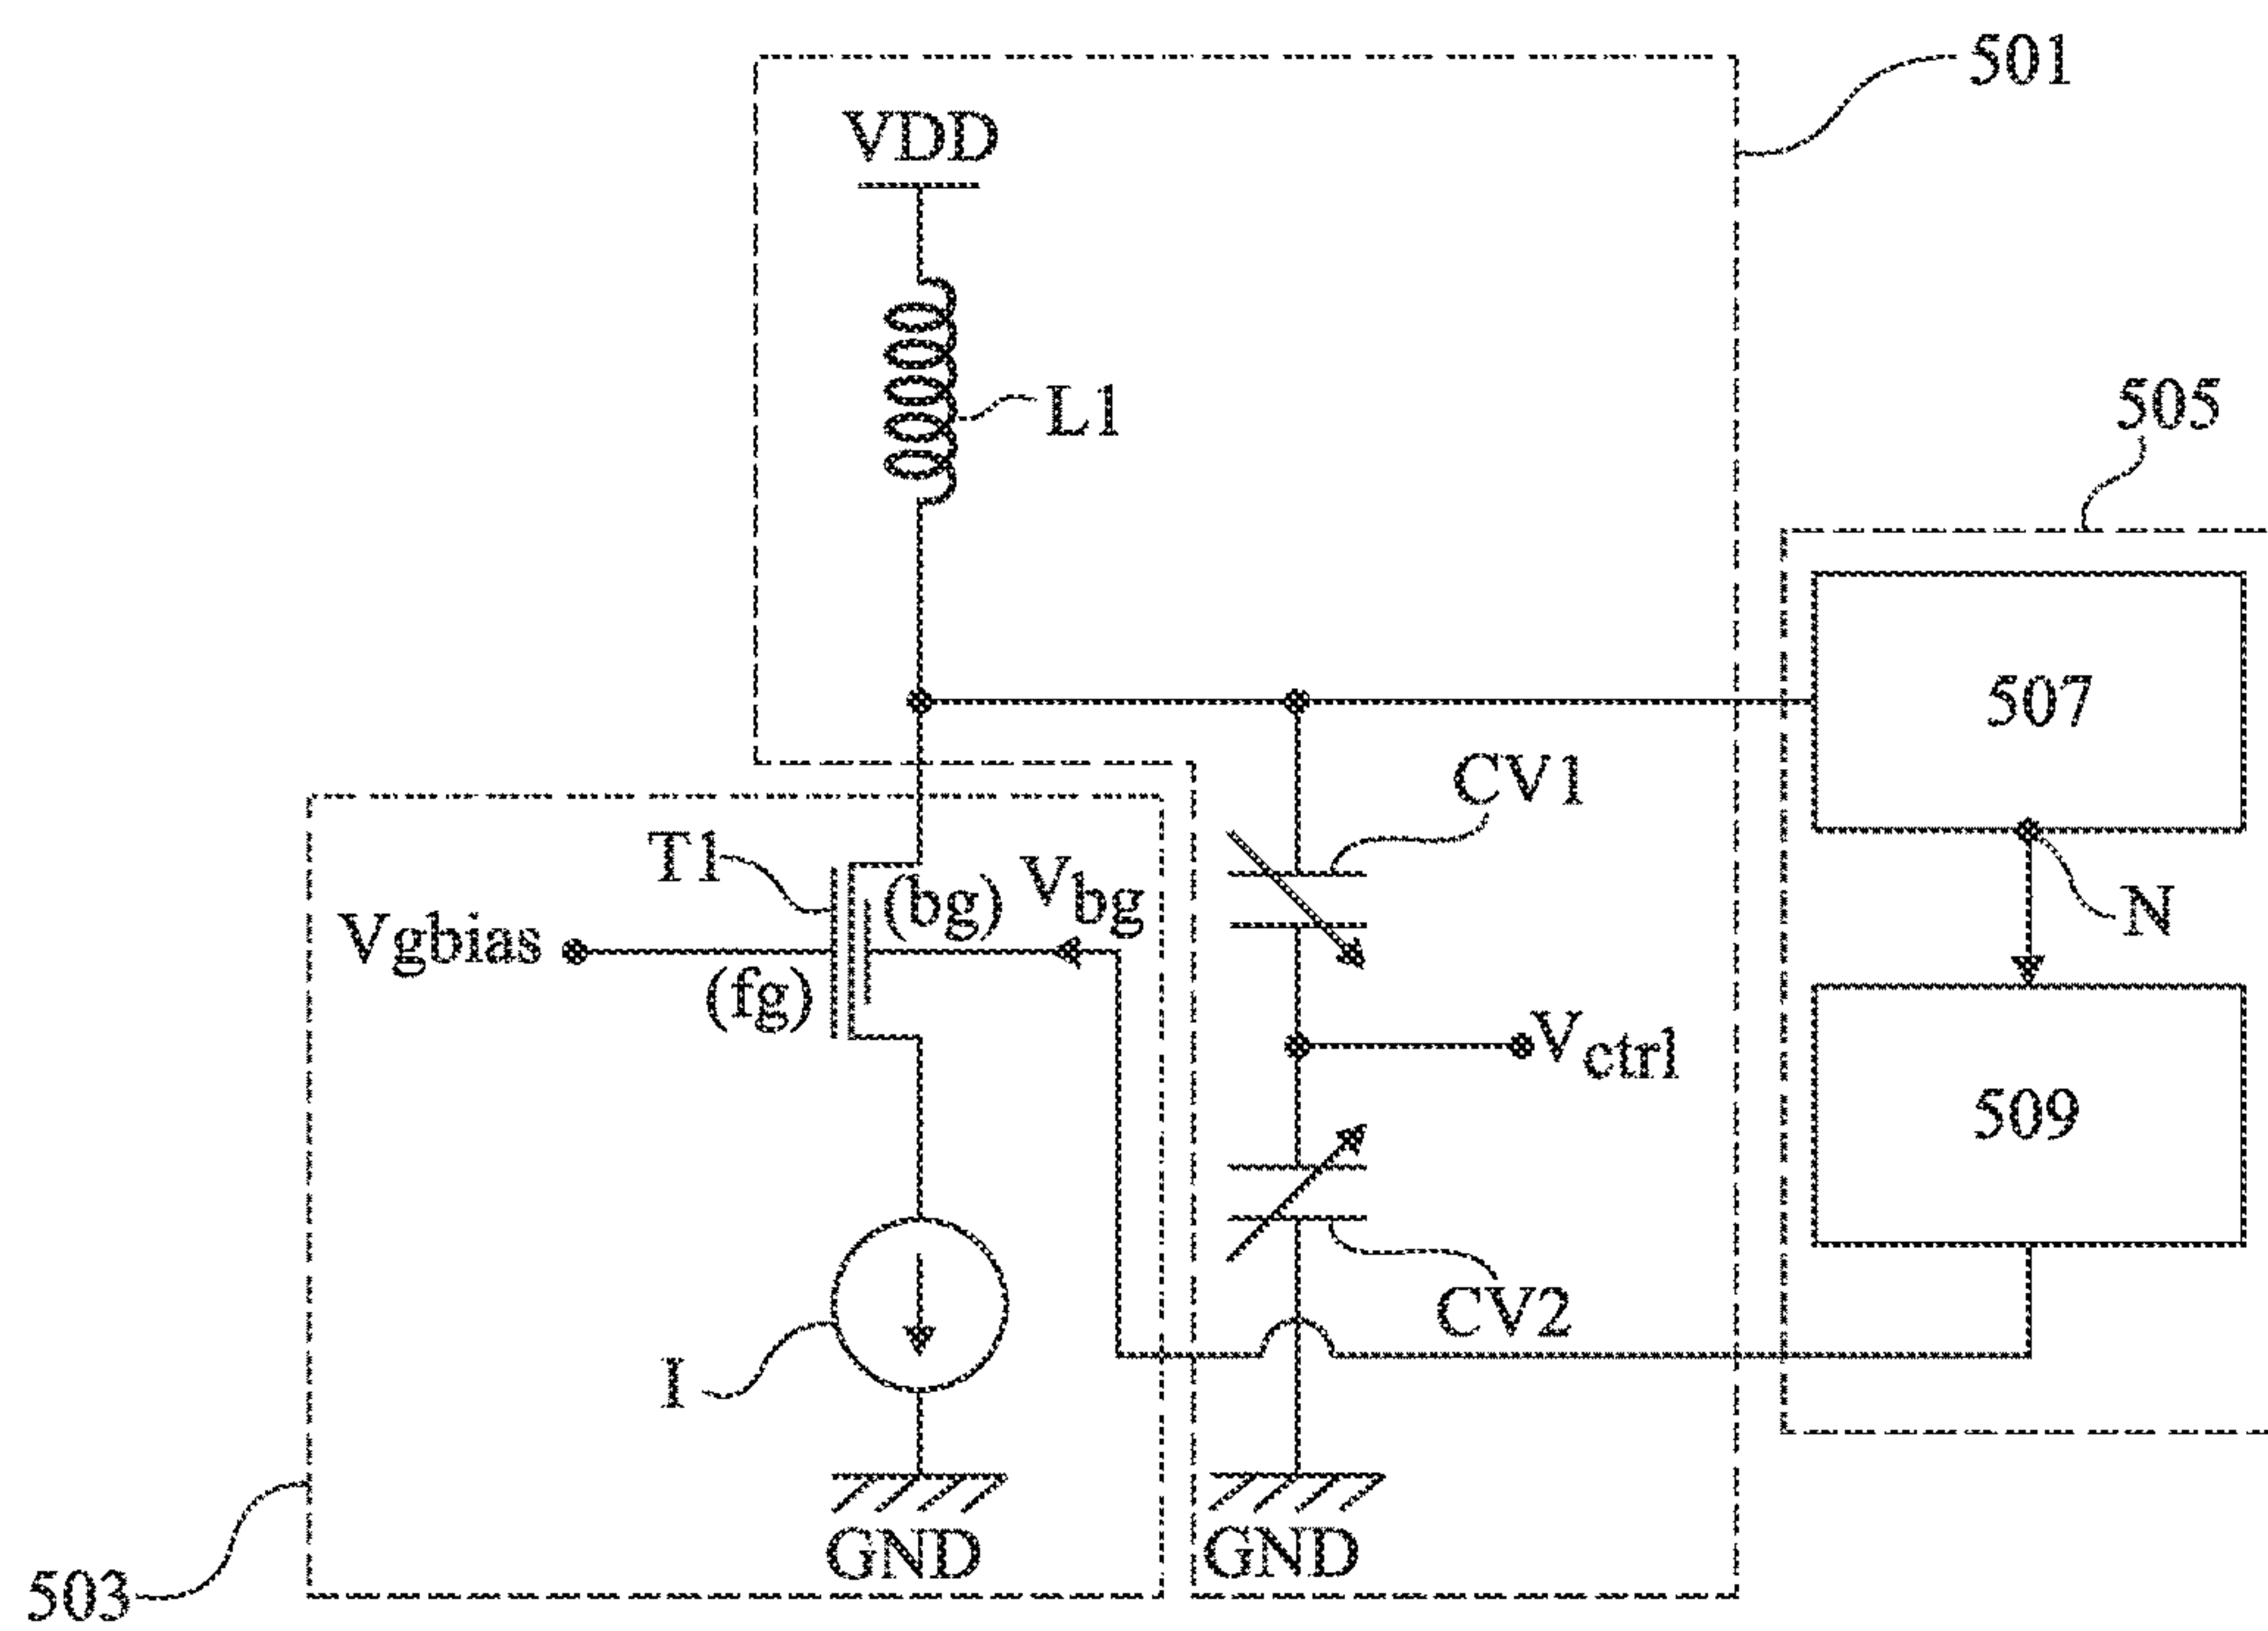 501
VDD
L1
505
507
CV1
T1
(bg)
Vbg
Vgbias
(fg)
N
Vctrl
509
CV2
I
GND
GND
503